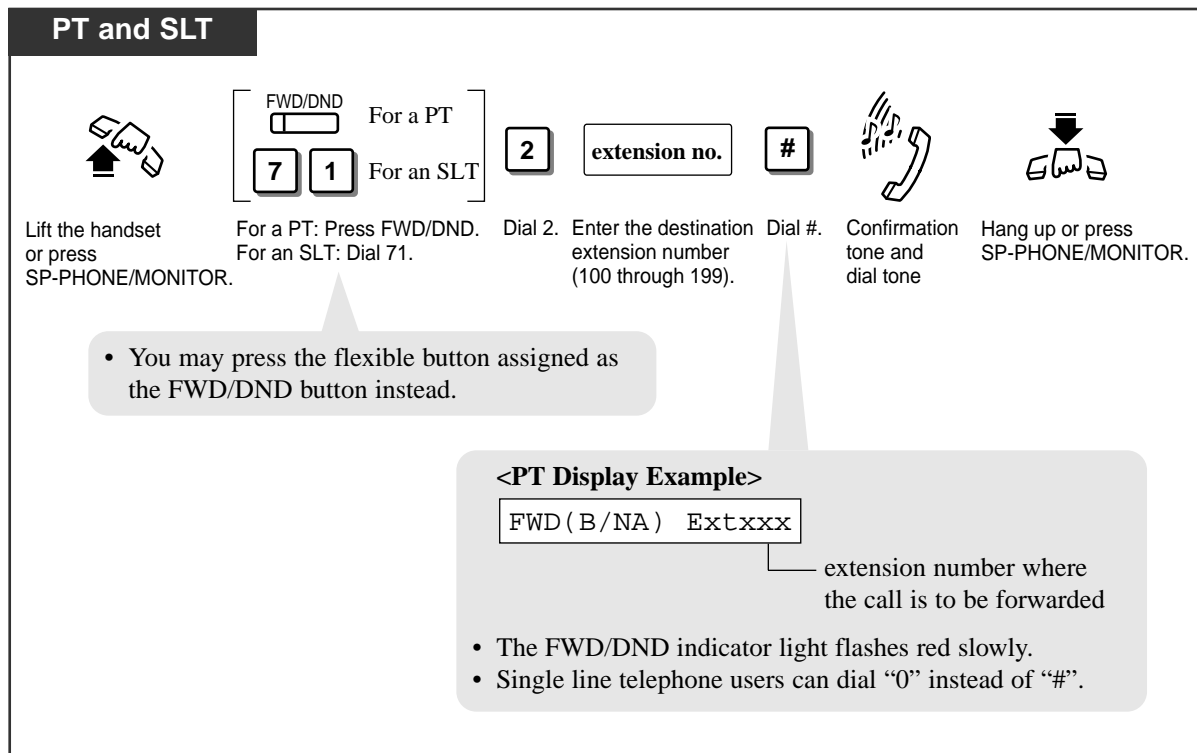 PT and SLT
FWD/DND
For a PT
7 1 For an SLT
2
extension no.
#
Lift the handset
or press
SP-PHONE/MONITOR.
For a PT: Press FWD/DND.
For an SLT: Dial 71.
Dial 2.
Enter the destination
extension number
(100 through 199).
Dial #.
Confirmation
tone and
dial tone
Hang up or press
SP-PHONE/MONITOR.
• You may press the flexible button assigned as
the FWD/DND button instead.
<PT Display Example>
FWD(B/NA) Extxxx
extension number where
the call is to be forwarded
• The FWD/DND indicator light flashes red slowly.
• Single line telephone users can dial “0” instead of “#”.